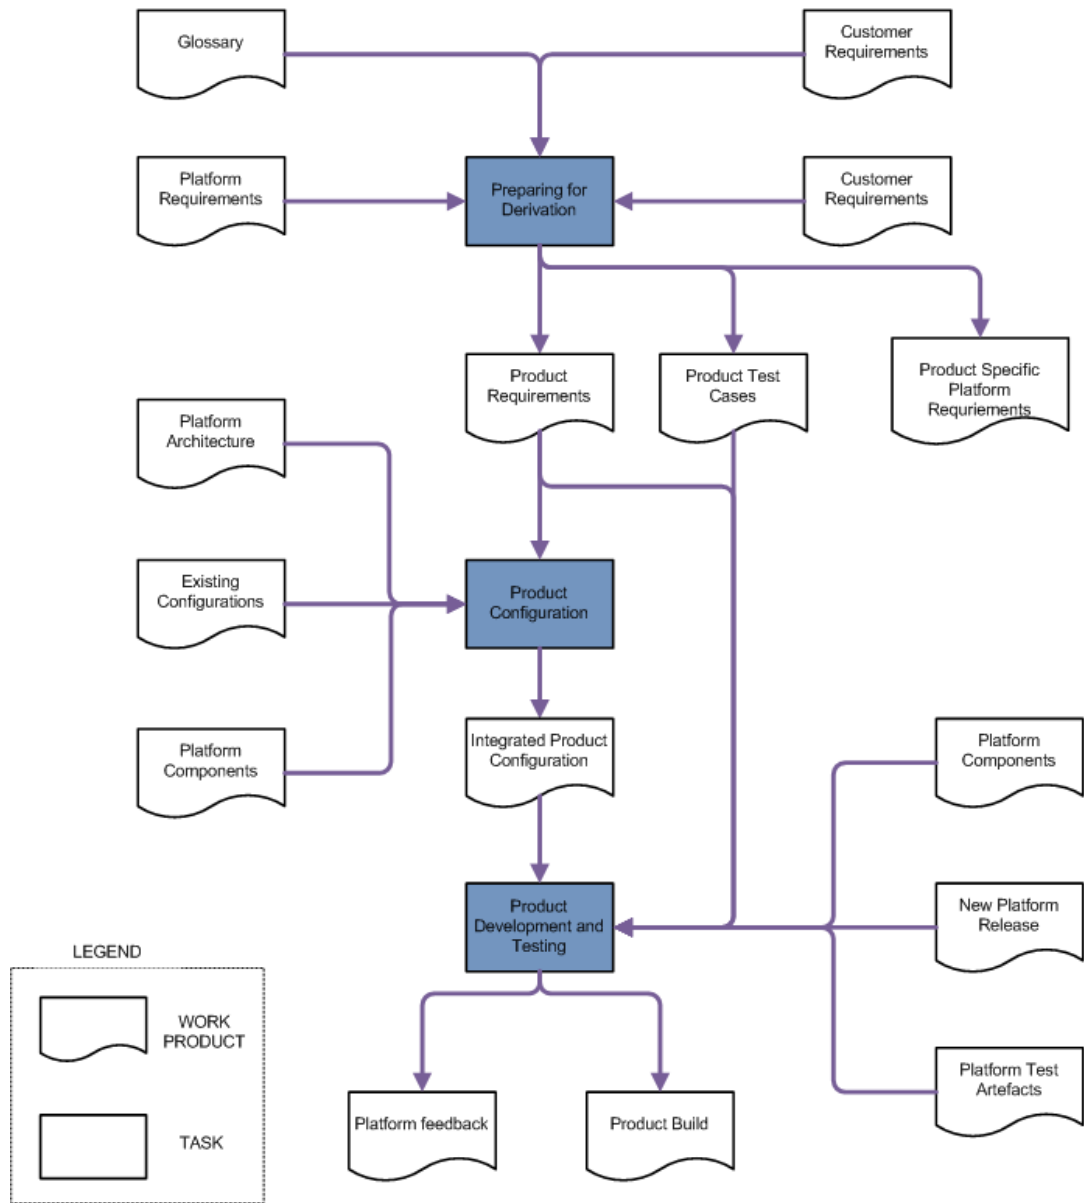 Glossary
Customer
Requirements
Platform
Requirements
Preparing for
Derivation
Customer
Requirements
Product
Requirements
Product Test
Cases
Product Specific
Platform
Requriements
Platform
Architecture
Existing
Configurations
Product
Configuration
Platform
Components
Integrated Product
Configuration
Platform
Components
Product
Development and
Testing
New Platform
Release
LEGEND
WORK
PRODUCT
TASK
Platform feedback
Product Build
Platform Test
Artefacts